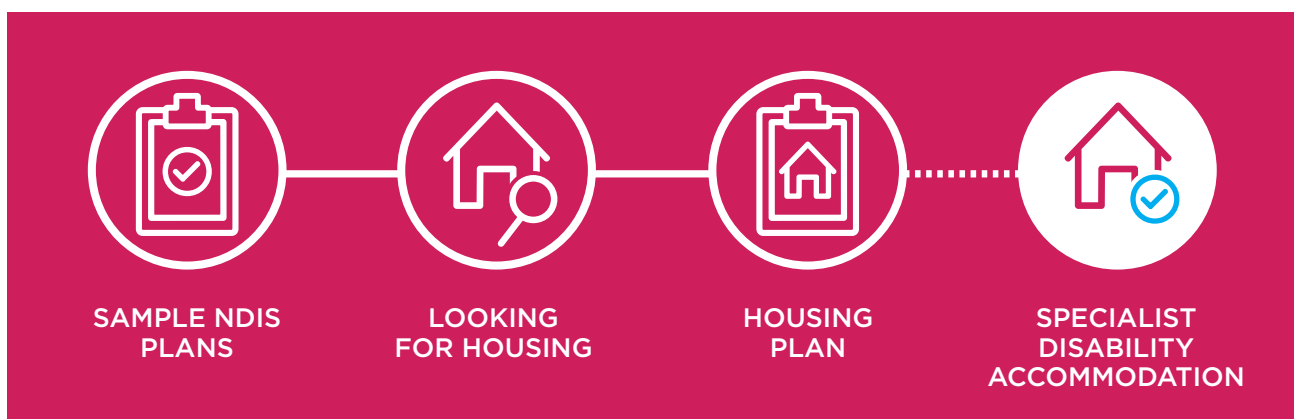 SAMPLE NDIS
PLANS
LOOKING
FOR HOUSING
HOUSING
PLAN
SPECIALIST
DISABILITY
ACCOMMODATION